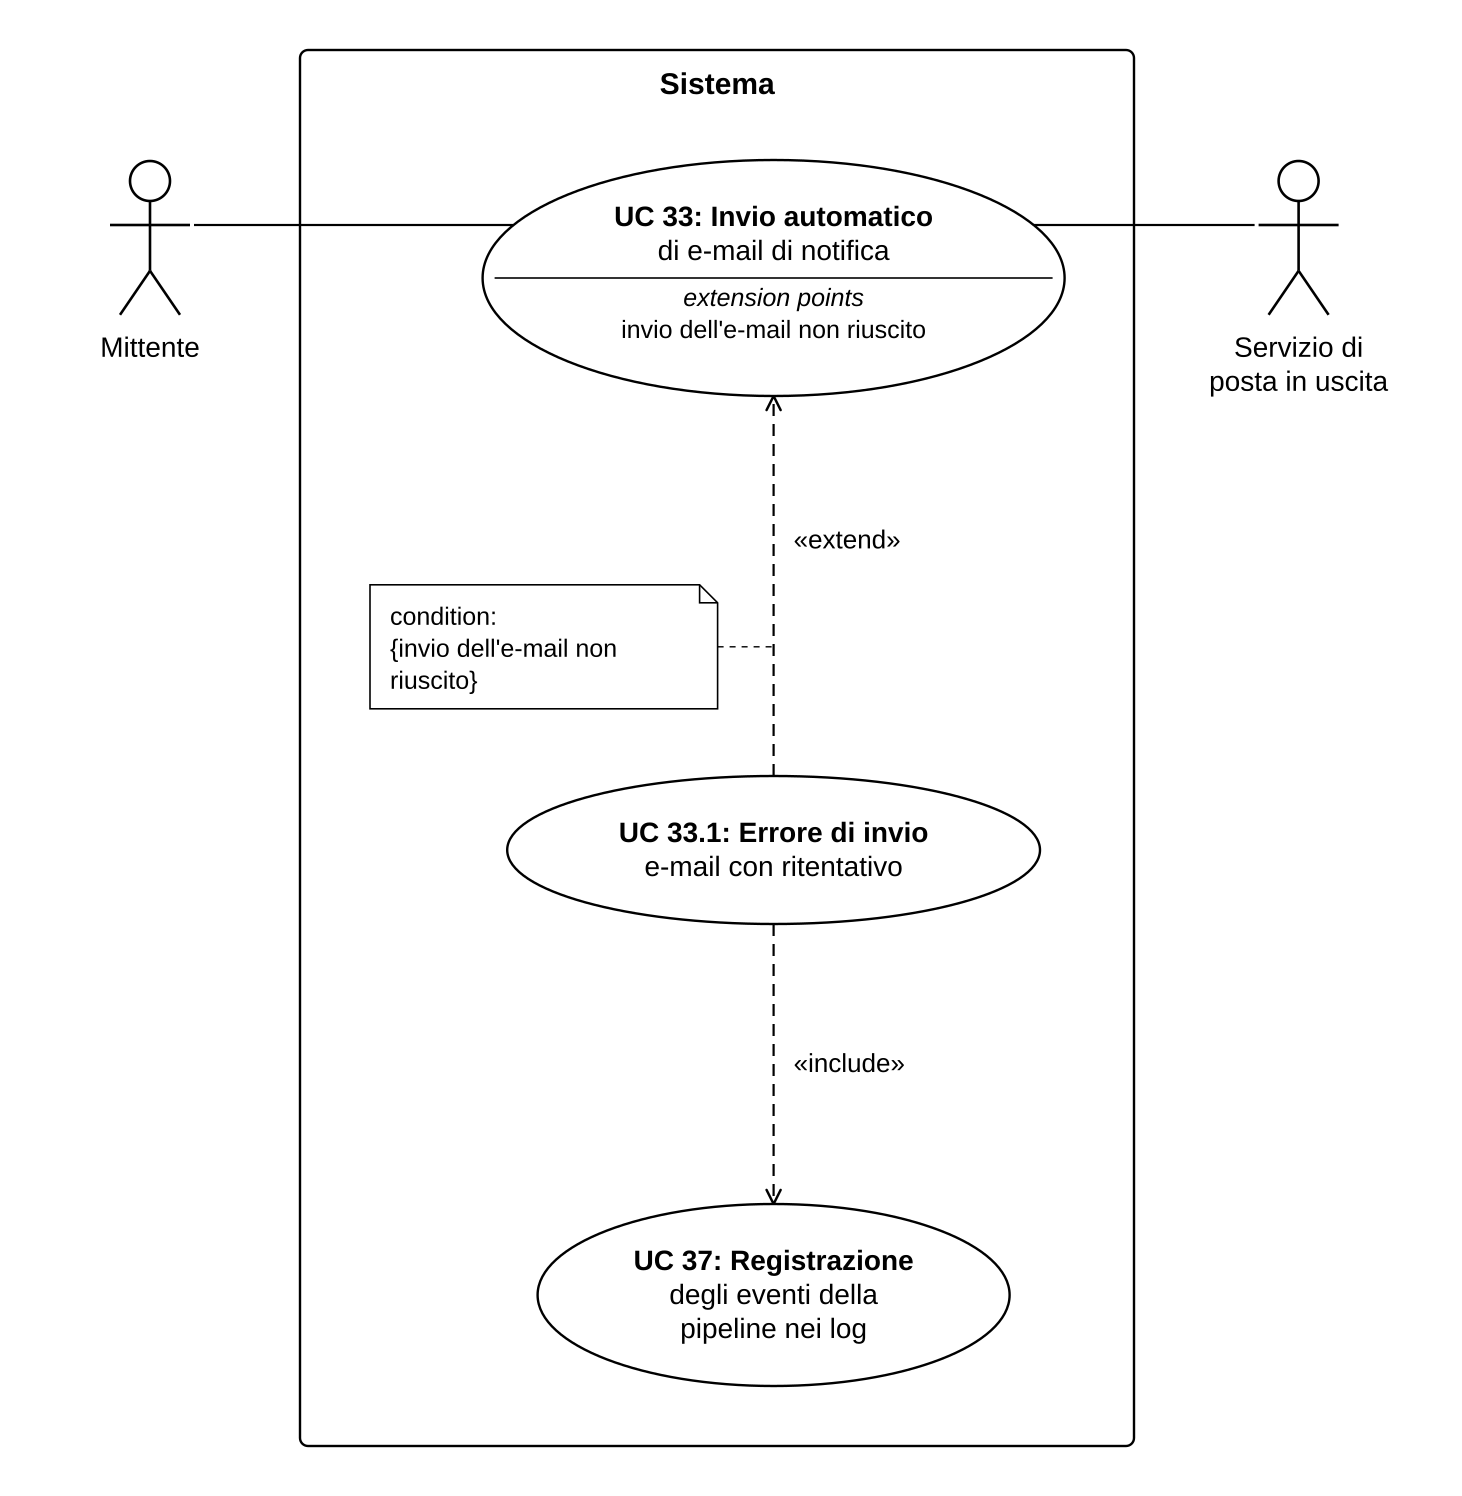 Sistema
UC 33: Invio automatico
di e-mail di notifica
extension points
invio dell'e-mail non riuscito
Mittente
Servizio di
posta in uscita
«extend»
condition:
{invio dell'e-mail non
riuscito}
UC 33.1: Errore di invio
e-mail con ritentativo
«include»
UC 37: Registrazione
degli eventi della
pipeline nei log